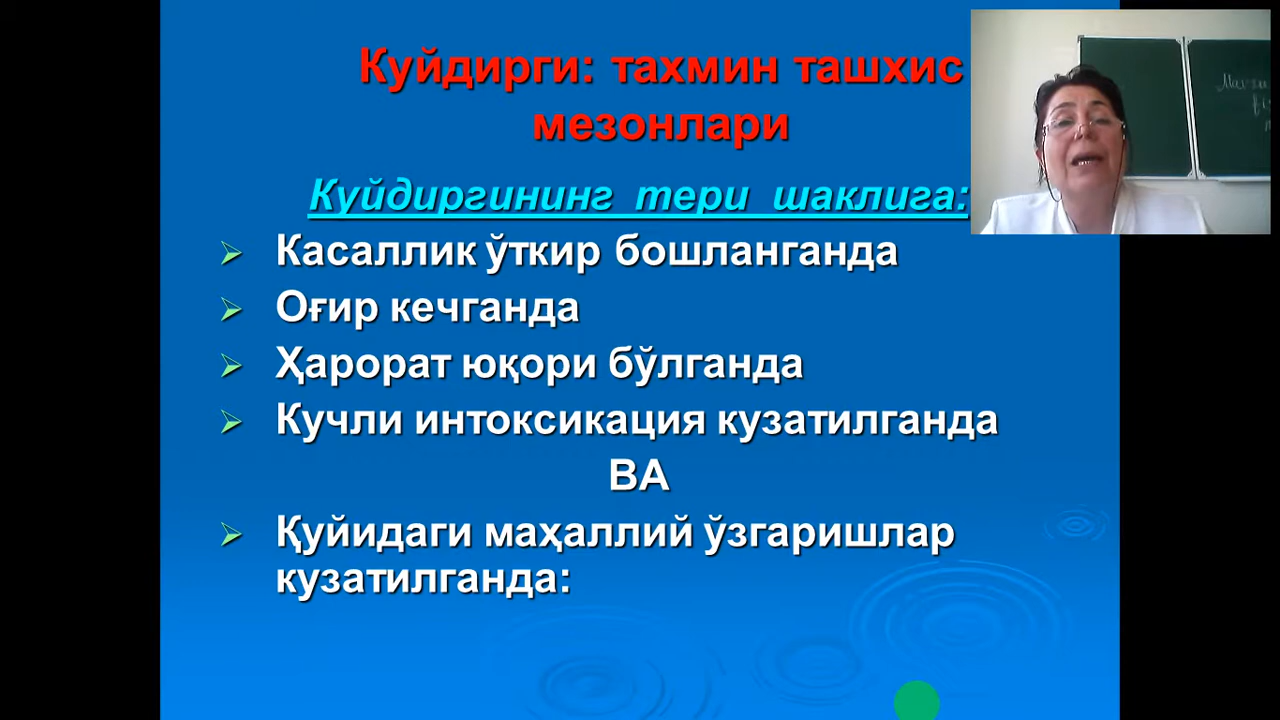 Куйдирги: тахмин ташхис
мезонлари
Куйдиргининг тери шаклига:
Касаллик ўткир бошланганда
Оғир кечганда
Ҳарорат юқори бўлганда
Кучли интоксикация кузатилганда
ВА
Қуйидаги маҳаллий ўзгаришлар
кузатилганда: